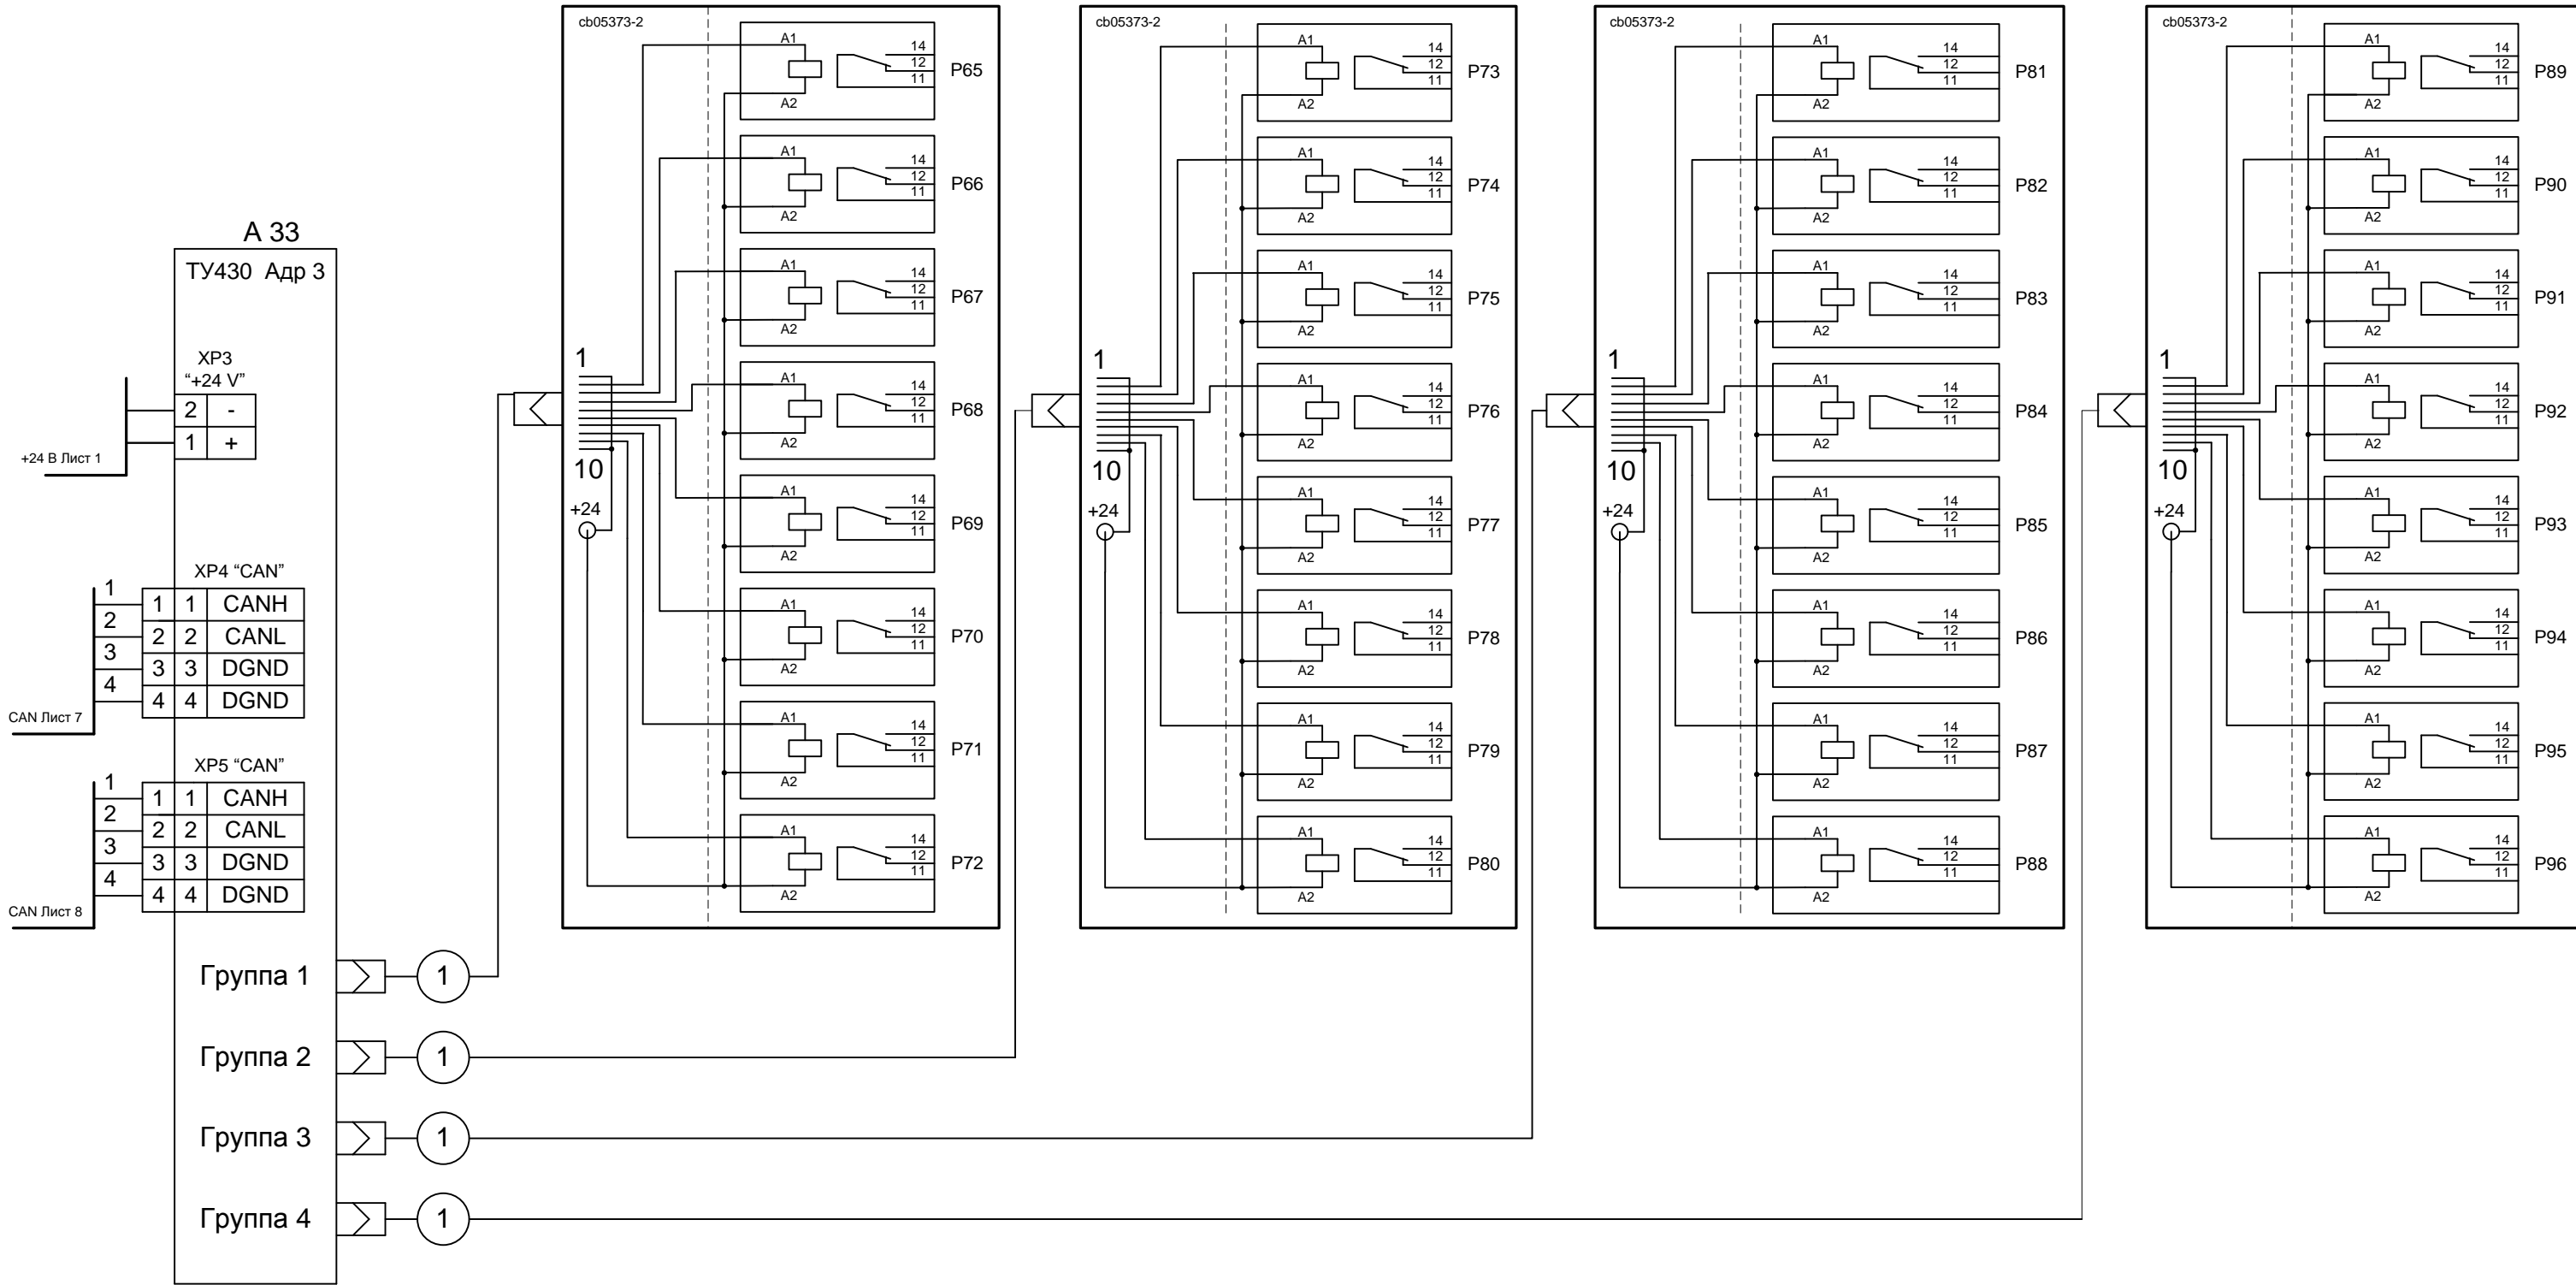 А 33
ТУ430 Адр 3
XP3
“+24 V”
2 -
1 +
+24 В Лист 1
XP4 “CAN”
1 1 1 CANH
2 2 2 CANL
3 3 3 DGND
4 4 4 DGND
CAN Лист 7
XP5 “CAN”
1 1 1 CANH
2 2 2 CANL
3 3 3 DGND
4 4 4 DGND
CAN Лист 8
Группа 1 1
Группа 2 1
Группа 3 1
Группа 4 1
cb05373-2
1
10
+24
A1 14
12
11
A2
P65
A1 14
12
11
A2
P66
A1 14
12
11
A2
P67
A1 14
12
11
A2
P68
A1 14
12
11
A2
P69
A1 14
12
11
A2
P70
A1 14
12
11
A2
P71
A1 14
12
11
A2
P72
cb05373-2
1
10
+24
A1 14
12
11
A2
P73
A1 14
12
11
A2
P74
A1 14
12
11
A2
P75
A1 14
12
11
A2
P76
A1 14
12
11
A2
P77
A1 14
12
11
A2
P78
A1 14
12
11
A2
P79
A1 14
12
11
A2
P80
cb05373-2
1
10
+24
A1 14
12
11
A2
P81
A1 14
12
11
A2
P82
A1 14
12
11
A2
P83
A1 14
12
11
A2
P84
A1 14
12
11
A2
P85
A1 14
12
11
A2
P86
A1 14
12
11
A2
P87
A1 14
12
11
A2
P88
cb05373-2
1
10
+24
A1 14
12
11
A2
P89
A1 14
12
11
A2
P90
A1 14
12
11
A2
P91
A1 14
12
11
A2
P92
A1 14
12
11
A2
P93
A1 14
12
11
A2
P94
A1 14
12
11
A2
P95
A1 14
12
11
A2
P96